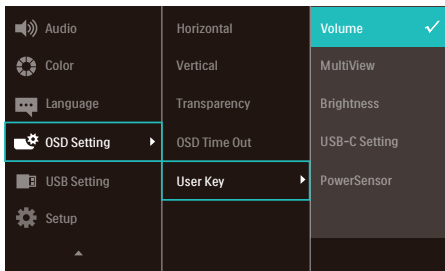 Audio
Color
Language
OSD Setting
USB Setting
Setup
Horizontal
Vertical
Transparency
OSD Time Out
User Key
Volume
MultiView
Brightness
USB-C Setting
PowerSensor